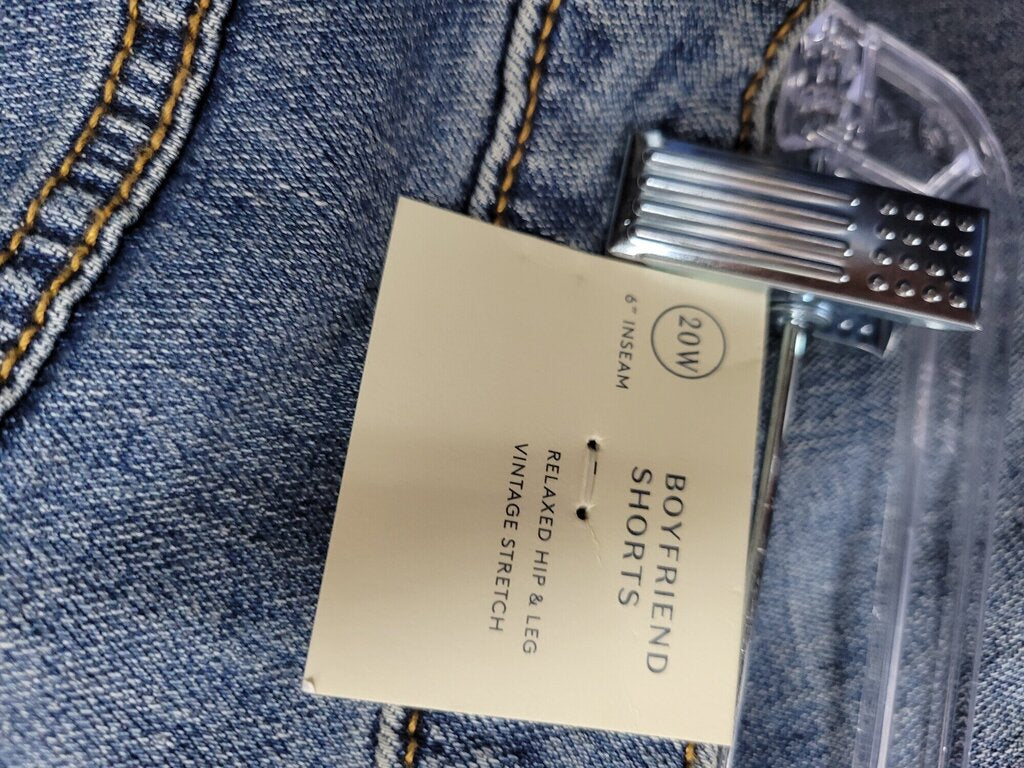 20W
6" INSEAM
BOYFRIEND
SHORTS
RELAXED HIP & LEG
VINTAGE STRETCH